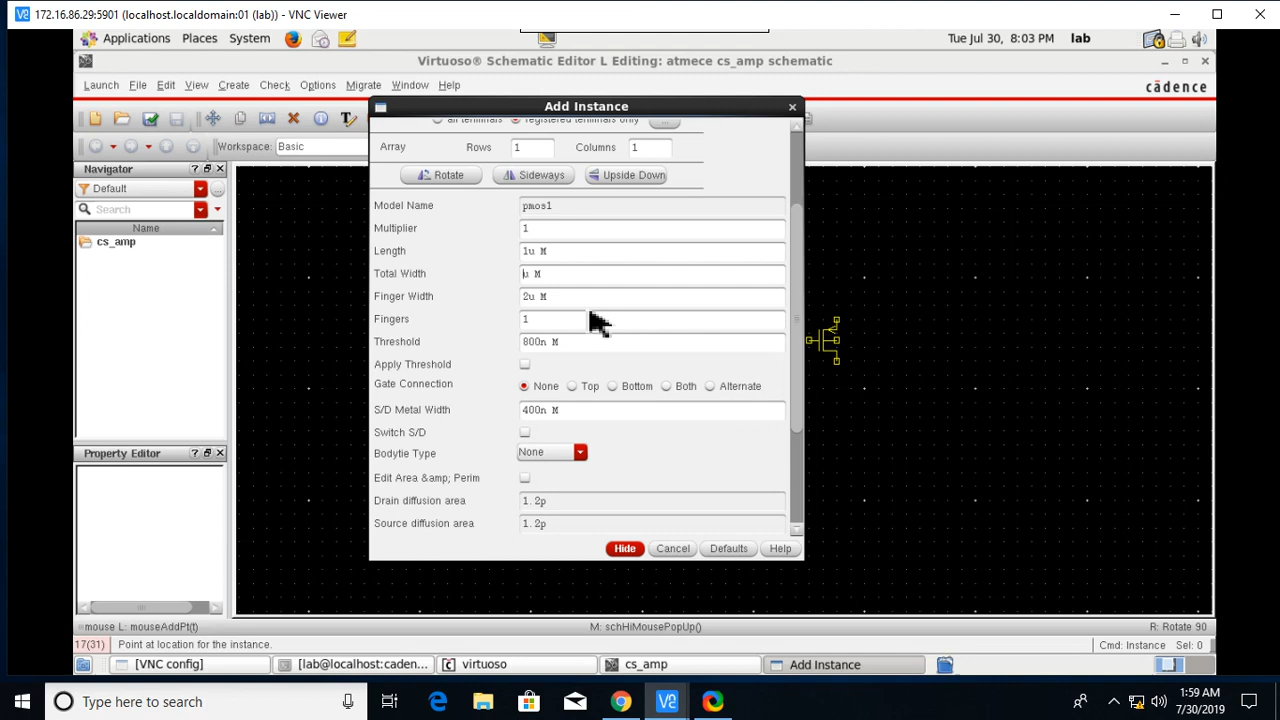 172.16.86.29:5901 (localhost.localdomain:01 (lab)) - VNC Viewer
Applications Places System Tue Jul 30, 8:03 PM lab
Virtuoso® Schematic Editor L Editing: atmece cs_amp schematic
Launch File Edit View Create Check Options Migrate Window Help cādence
Add Instance
all terminals registered terminals only ...
Workspace: Basic
Array Rows 1 Columns 1
Navigator ? 
Default ...
Rotate Sideways Upside Down
Search
Name
cs_amp
Model Name pmos1
Multiplier 1
Length 1u M
Total Width u M
Finger Width 2u M
Fingers 1
Threshold 800n M
Apply Threshold
Gate Connection None Top Bottom Both Alternate
S/D Metal Width 400n M
Switch S/D
Bodytie Type None
Property Editor ?
Edit Area &amp; Perim
Drain diffusion area 1.2p
Source diffusion area 1.2p
Hide Cancel Defaults Help
mouse L: mouseAddPt(t) M: schHiMousePopUp() R: Rotate 90
17(31) Point at location for the instance. Cmd: Instance Sel: 0
[VNC config] [lab@localhost:caden... virtuoso cs_amp Add Instance
Type here to search
1:59 AM
7/30/2019